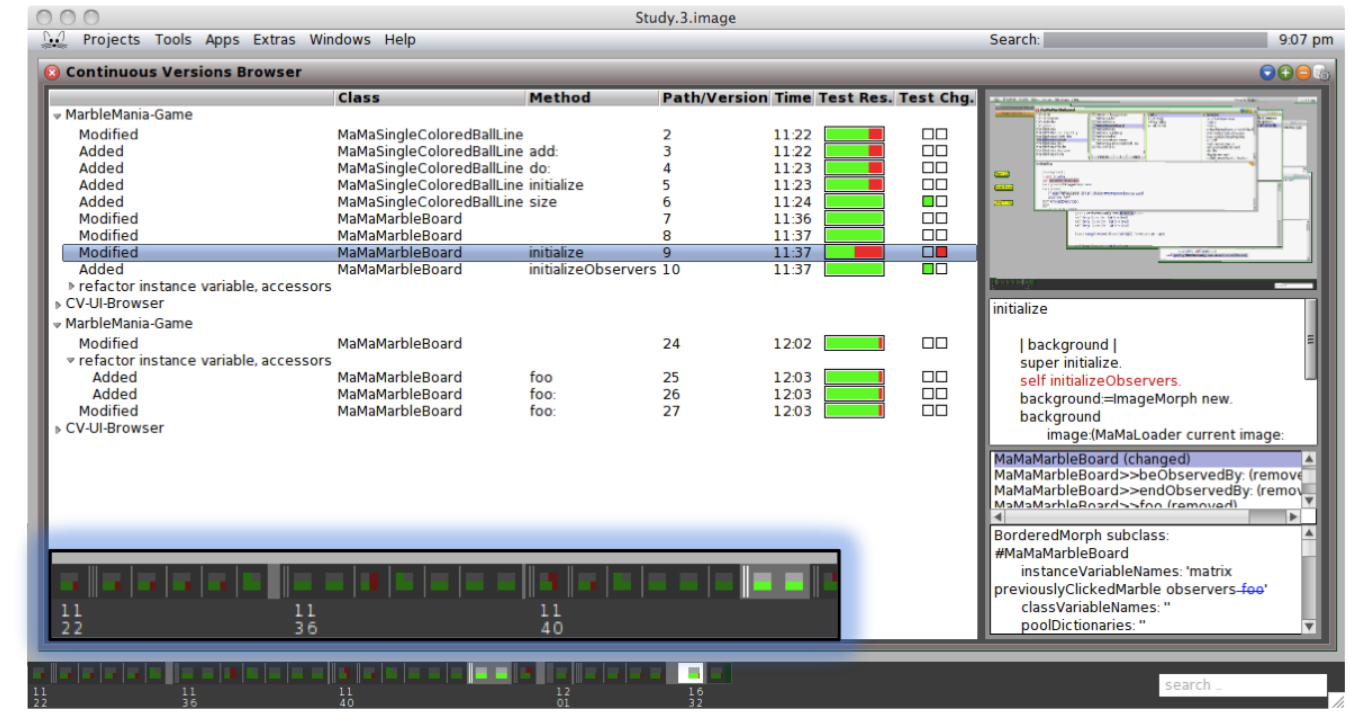 Study.3.image
Projects Tools Apps Extras Windows Help Search: 9:07 pm
Continuous Versions Browser
Class Method Path/Version Time Test Res. Test Chg.
MarbleMania-Game
Modified MaMaSingleColoredBallLine 2 11:22
Added MaMaSingleColoredBallLine add: 3 11:22
Added MaMaSingleColoredBallLine do: 4 11:23
Added MaMaSingleColoredBallLine initialize 5 11:23
Added MaMaSingleColoredBallLine size 6 11:24
Modified MaMaMarbleBoard 7 11:36
Modified MaMaMarbleBoard 8 11:37
Modified MaMaMarbleBoard initialize 9 11:37
Added MaMaMarbleBoard initializeObservers 10 11:37
refactor instance variable, accessors
CV-UI-Browser
MarbleMania-Game
Modified MaMaMarbleBoard 24 12:02
refactor instance variable, accessors
Added MaMaMarbleBoard foo 25 12:03
Added MaMaMarbleBoard foo: 26 12:03
Modified MaMaMarbleBoard foo: 27 12:03
CV-UI-Browser
initialize
| background |
super initialize.
self initializeObservers.
background:=ImageMorph new.
background
image:(MaMaLoader current image:
MaMaMarbleBoard (changed)
MaMaMarbleBoard>>beObservedBy: (remove
MaMaMarbleBoard>>endObservedBy: (remov
MaMaMarbleBoard>>foo (removed)
BorderedMorph subclass:
#MaMaMarbleBoard
instanceVariableNames: 'matrix
previouslyClickedMarble observers foo'
classVariableNames: ''
poolDictionaries: ''
11 11 11
22 36 40
11 11 11 12 16
22 36 40 01 32
search _